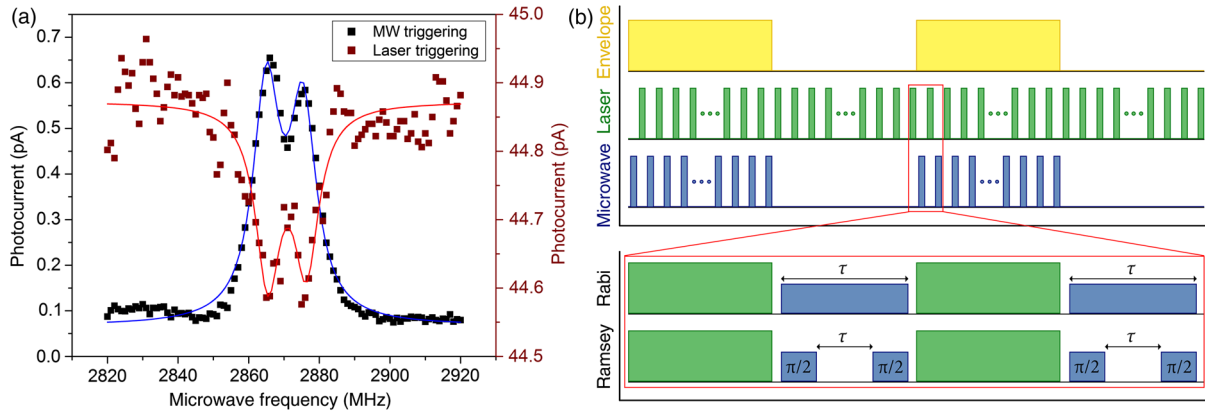 (a)
MW triggering
Laser triggering
Photocurrent (pA)
0.7
0.6
0.5
0.4
0.3
0.2
0.1
0.0
45.0
44.9
44.8
44.7
44.6
44.5
Photocurrent (pA)
2820 2840 2860 2880 2900 2920
Microwave frequency (MHz)
(b)
Envelope
Laser
Microwave
Rabi
τ
τ
Ramsey
π/2
τ
π/2
π/2
τ
π/2